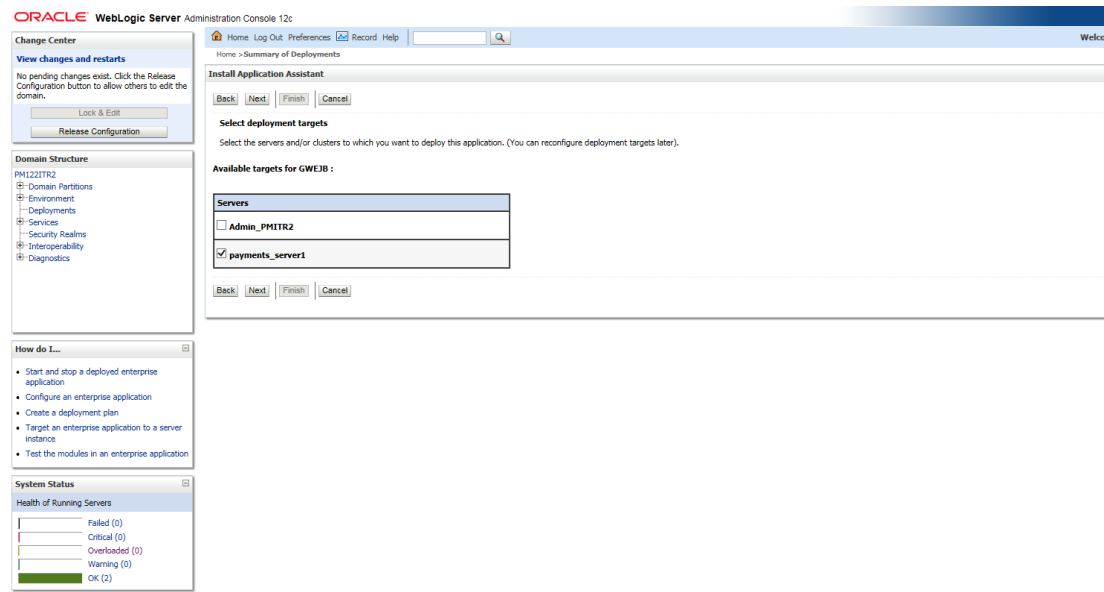 ORACLE WebLogic Server Administration Console 12c
Change Center
View changes and restarts
No pending changes exist. Click the Release
Configuration button to allow others to edit the
domain.
Lock & Edit
Release Configuration
Domain Structure
PM122ITR2
Domain Partitions
Environment
Deployments
Services
Security Realms
Interoperability
Diagnostics
How do I...
Start and stop a deployed enterprise
application
Configure an enterprise application
Create a deployment plan
Target an enterprise application to a server
instance
Test the modules in an enterprise application
System Status
Health of Running Servers
Failed (0)
Critical (0)
Overloaded (0)
Warning (0)
OK (2)
Home Log Out Preferences Record Help
Welco
Home >Summary of Deployments
Install Application Assistant
Back Next Finish Cancel
Select deployment targets
Select the servers and/or clusters to which you want to deploy this application. (You can reconfigure deployment targets later).
Available targets for GWEJB :
Servers
Admin_PMITR2
payments_server1
Back Next Finish Cancel